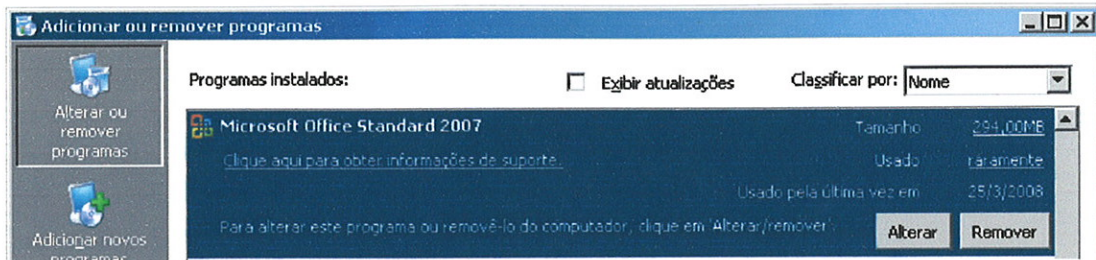 Adicionar ou remover programas
Alterar ou
remover
programas
Programas instalados:
Exibir atualizações
Classificar por:
Nome
Microsoft Office Standard 2007
Tamanho
294,00MB
Clique aqui para obter informações de suporte.
Usado
raramente
Usado pela última vez em
25/3/2008
Para alterar este programa ou removê-lo do computador, clique em 'Alterar/remover'.
Alterar
Remover
Adicionar novos
programas